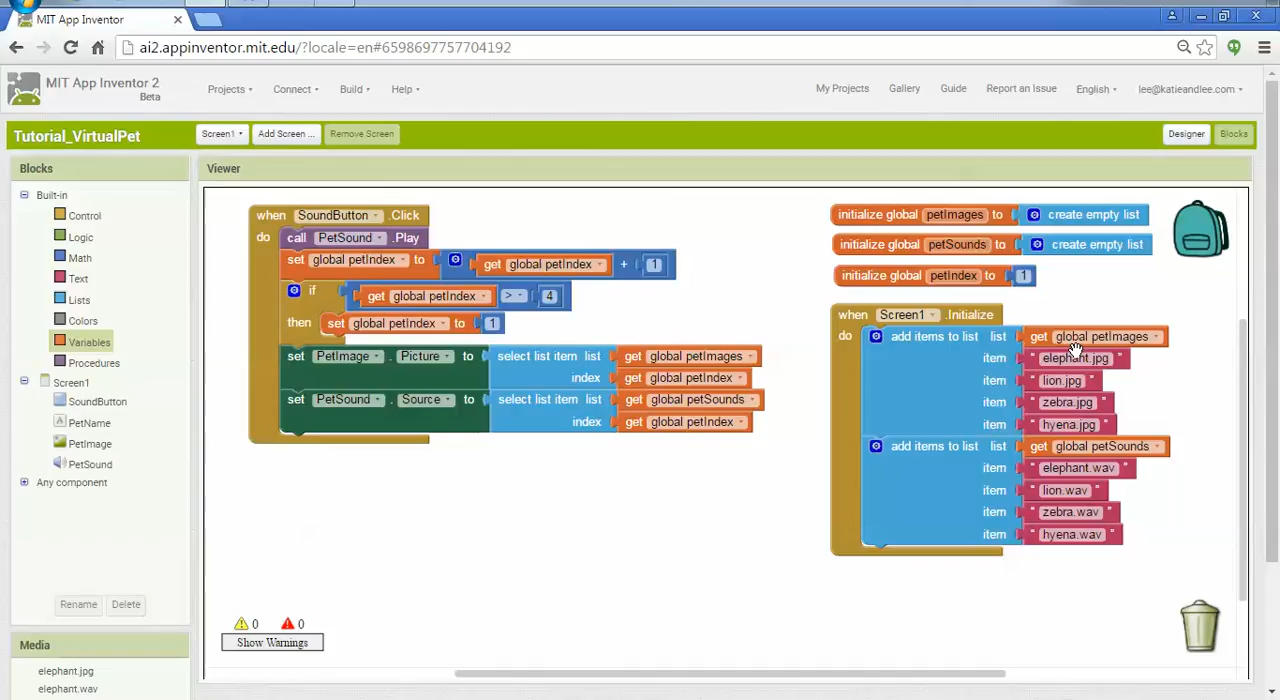 MIT App Inventor
ai2.appinventor.mit.edu/?locale=en#6598697757704192
MIT App Inventor 2
Beta
Projects Connect Build Help
My Projects Gallery Guide Report an Issue English lee@katieandlee.com
Tutorial_VirtualPet
Screen1 Add Screen ... Remove Screen
Designer Blocks
Blocks
Built-in
Control
Logic
Math
Text
Lists
Colors
Variables
Procedures
Screen1
SoundButton
PetName
PetImage
PetSound
Any component
Rename Delete
Media
elephant.jpg
elephant.wav
Viewer
when SoundButton .Click
do call PetSound .Play
set global petIndex to get global petIndex + 1
if get global petIndex > 4
then set global petIndex to 1
set PetImage . Picture to select list item list get global petImages
index get global petIndex
set PetSound . Source to select list item list get global petSounds
index get global petIndex
0 0
Show Warnings
initialize global petImages to create empty list
initialize global petSounds to create empty list
initialize global petIndex to 1
when Screen1 .Initialize
do add items to list list get global petImages
item " elephant.jpg "
item " lion.jpg "
item " zebra.jpg "
item " hyena.jpg "
add items to list list get global petSounds
item " elephant.wav "
item " lion.wav "
item " zebra.wav "
item " hyena.wav "